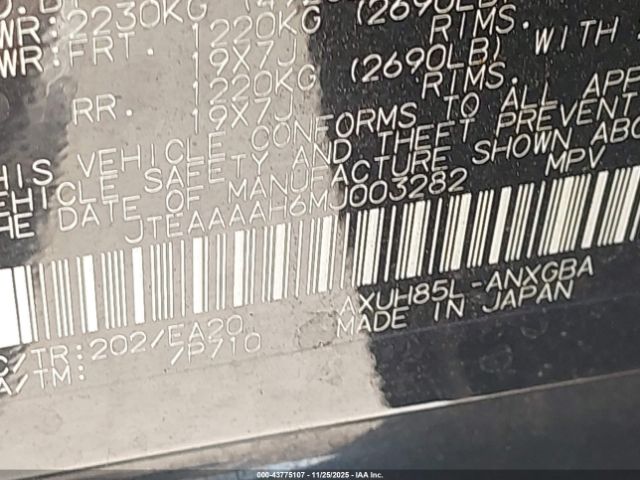 WR:2230KG
WR:FRT. 1220KG (2690LB) WITH
19X7J RIMS.
RR. 1220KG (2690LB)
19X7J RIMS. WITH
HIS VEHICLE CONFORMS TO ALL APP
VEHICLE SAFETY AND THEFT PREVENT
THE DATE OF MANUFACTURE SHOWN ABO
JTEAAAAH6MJ003282 MPV
AXUH85L-ANXGBA
C/TR:202/EA20 MADE IN JAPAN
A/TM: /P710
000-43775107 - 11/25/2025 - IAA Inc.